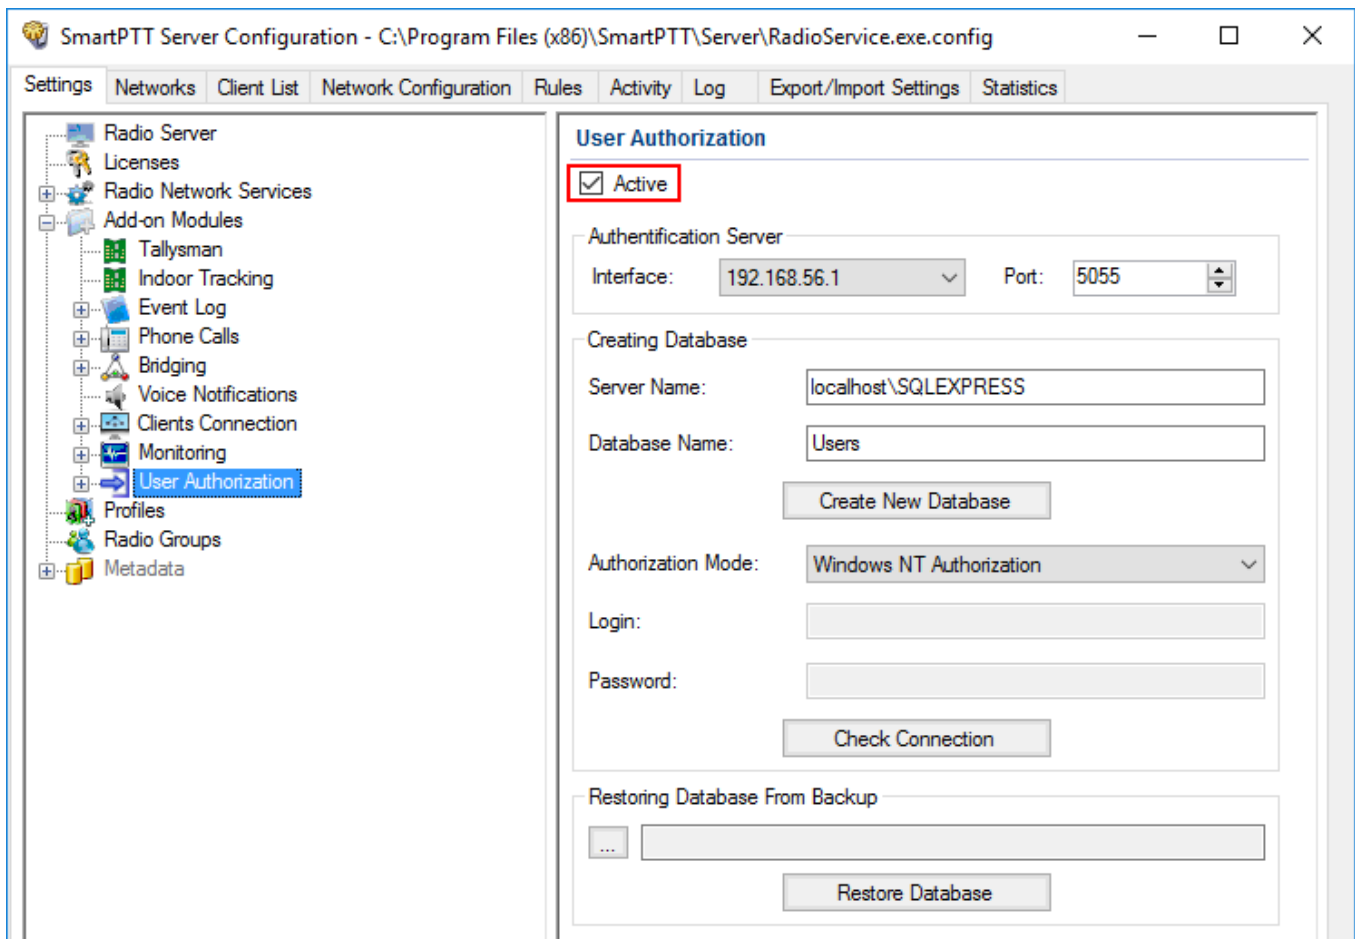 SmartPTT Server Configuration - C:\Program Files (x86)\SmartPTT\Server\RadioService.exe.config
Settings Networks Client List Network Configuration Rules Activity Log Export/Import Settings Statistics
Radio Server
Licenses
Radio Network Services
Add-on Modules
Tallysman
Indoor Tracking
Event Log
Phone Calls
Bridging
Voice Notifications
Clients Connection
Monitoring
User Authorization
Profiles
Radio Groups
Metadata
User Authorization
Active
Authentification Server
Interface: 192.168.56.1 Port: 5055
Creating Database
Server Name: localhost\SQLEXPRESS
Database Name: Users
Create New Database
Authorization Mode: Windows NT Authorization
Login:
Password:
Check Connection
Restoring Database From Backup
...
Restore Database